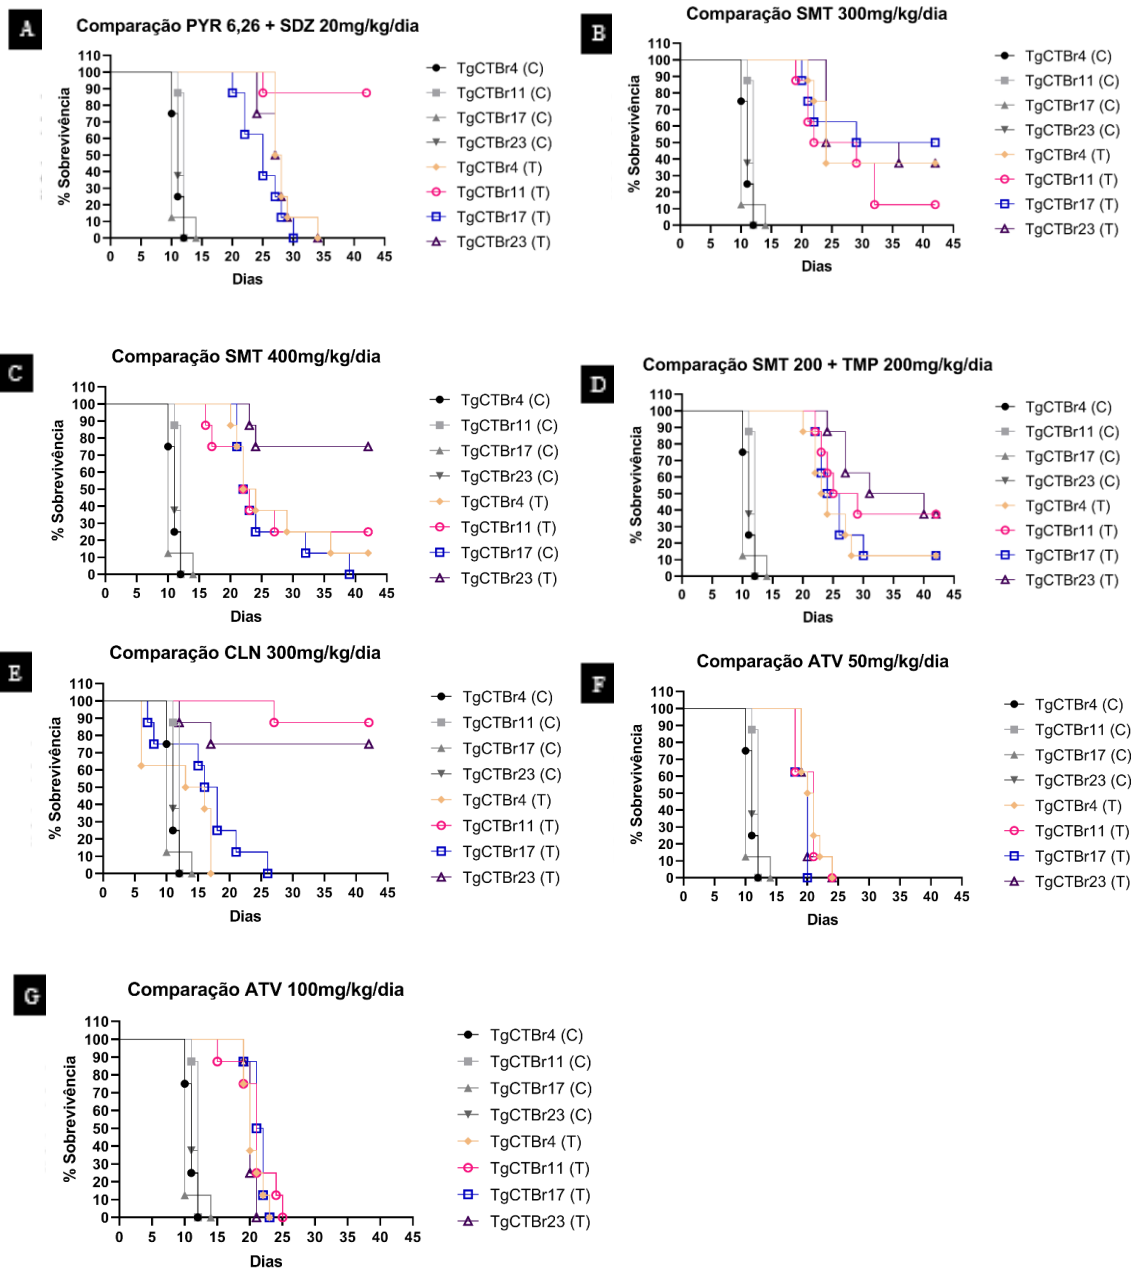 A
Comparação PYR 6,26 + SDZ 20mg/kg/dia
110
100
90
80
70
60
50
40
30
20
10
0
% Sobrevivência
0 5 10 15 20 25 30 35 40 45
Dias
TgCTBr4 (C)
TgCTBr11 (C)
TgCTBr17 (C)
TgCTBr23 (C)
TgCTBr4 (T)
TgCTBr11 (T)
TgCTBr17 (T)
TgCTBr23 (T)
B
Comparação SMT 300mg/kg/dia
110
100
90
80
70
60
50
40
30
20
10
0
% Sobrevivência
0 5 10 15 20 25 30 35 40 45
Dias
TgCTBr4 (C)
TgCTBr11 (C)
TgCTBr17 (C)
TgCTBr23 (C)
TgCTBr4 (T)
TgCTBr11 (T)
TgCTBr17 (T)
TgCTBr23 (T)
C
Comparação SMT 400mg/kg/dia
110
100
90
80
70
60
50
40
30
20
10
0
% Sobrevivência
0 5 10 15 20 25 30 35 40 45
Dias
TgCTBr4 (C)
TgCTBr11 (C)
TgCTBr17 (C)
TgCTBr23 (C)
TgCTBr4 (T)
TgCTBr11 (T)
TgCTBr17 (C)
TgCTBr23 (T)
D
Comparação SMT 200 + TMP 200mg/kg/dia
110
100
90
80
70
60
50
40
30
20
10
0
% Sobrevivência
0 5 10 15 20 25 30 35 40 45
Dias
TgCTBr4 (C)
TgCTBr11 (C)
TgCTBr17 (C)
TgCTBr23 (C)
TgCTBr4 (T)
TgCTBr11 (T)
TgCTBr17 (T)
TgCTBr23 (T)
E
Comparação CLN 300mg/kg/dia
110
100
90
80
70
60
50
40
30
20
10
0
% Sobrevivência
0 5 10 15 20 25 30 35 40 45
Dias
TgCTBr4 (C)
TgCTBr11 (C)
TgCTBr17 (C)
TgCTBr23 (C)
TgCTBr4 (T)
TgCTBr11 (T)
TgCTBr17 (T)
TgCTBr23 (T)
F
Comparação ATV 50mg/kg/dia
110
100
90
80
70
60
50
40
30
20
10
0
% Sobrevivência
0 5 10 15 20 25 30 35 40 45
Dias
TgCTBr4 (C)
TgCTBr11 (C)
TgCTBr17 (C)
TgCTBr23 (C)
TgCTBr4 (T)
TgCTBr11 (T)
TgCTBr17 (T)
TgCTBr23 (T)
G
Comparação ATV 100mg/kg/dia
110
100
90
80
70
60
50
40
30
20
10
0
% Sobrevivência
0 5 10 15 20 25 30 35 40 45
Dias
TgCTBr4 (C)
TgCTBr11 (C)
TgCTBr17 (C)
TgCTBr23 (C)
TgCTBr4 (T)
TgCTBr11 (T)
TgCTBr17 (T)
TgCTBr23 (T)